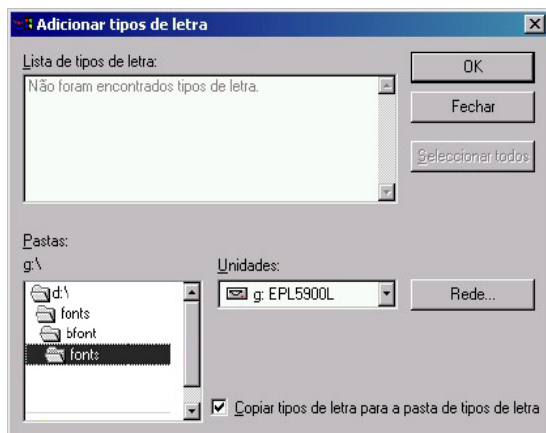 Adicionar tipos de letra
Lista de tipos de letra:
Não foram encontrados tipos de letra.
OK
Fechar
Seleccionar todos
Pastas:
g:\
d:\
fonts
bfont
fonts
Unidades:
g: EPL5900L
Rede...
Copiar tipos de letra para a pasta de tipos de letra